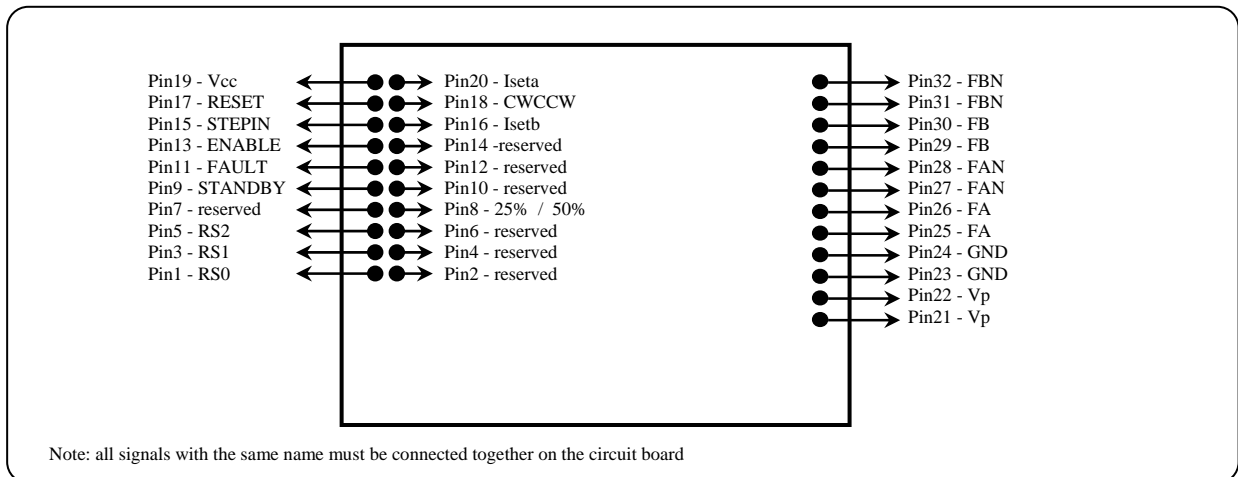 Pin19 - Vcc Pin20 - Iseta Pin32 - FBN
Pin17 - RESET Pin18 - CWCCW Pin31 - FBN
Pin15 - STEPIN Pin16 - Isetb Pin30 - FB
Pin13 - ENABLE Pin14 -reserved Pin29 - FB
Pin11 - FAULT Pin12 - reserved Pin28 - FAN
Pin9 - STANDBY Pin10 - reserved Pin27 - FAN
Pin7 - reserved Pin8 - 25% / 50% Pin26 - FA
Pin5 - RS2 Pin6 - reserved Pin25 - FA
Pin3 - RS1 Pin4 - reserved Pin24 - GND
Pin1 - RS0 Pin2 - reserved Pin23 - GND
Pin22 - Vp
Pin21 - Vp
Note: all signals with the same name must be connected together on the circuit board